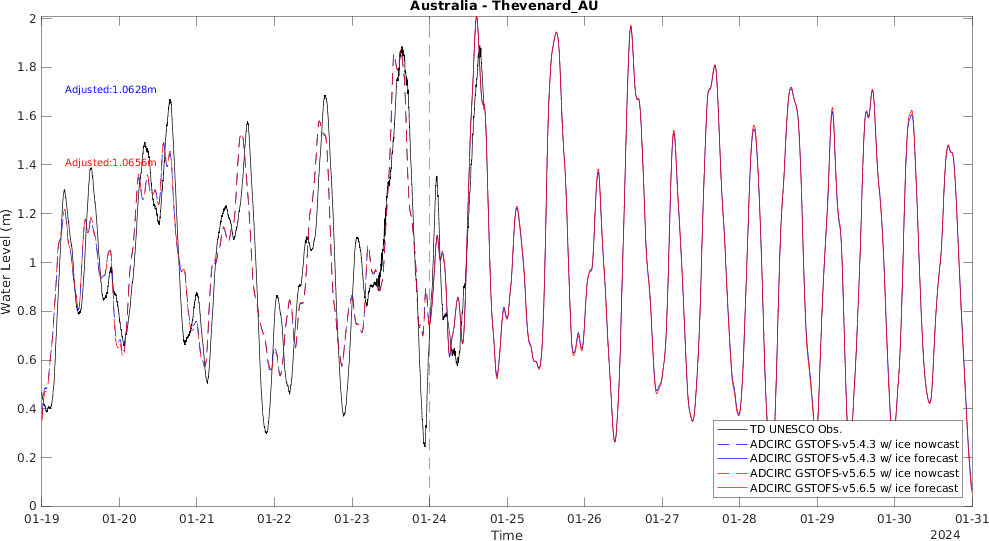 Australia - Thevenard_AU
Water Level (m)
2
1.8
1.6
1.4
1.2
1
0.8
0.6
0.4
0.2
0
Adjusted:1.0628m
Adjusted:1.0656m
TD UNESCO Obs.
ADCIRC GSTOFS-v5.4.3 w/ ice nowcast
ADCIRC GSTOFS-v5.4.3 w/ ice forecast
ADCIRC GSTOFS-v5.6.5 w/ ice nowcast
ADCIRC GSTOFS-v5.6.5 w/ ice forecast
01-19 01-20 01-21 01-22 01-23 01-24 01-25 01-26 01-27 01-28 01-29 01-30 01-31
Time
2024